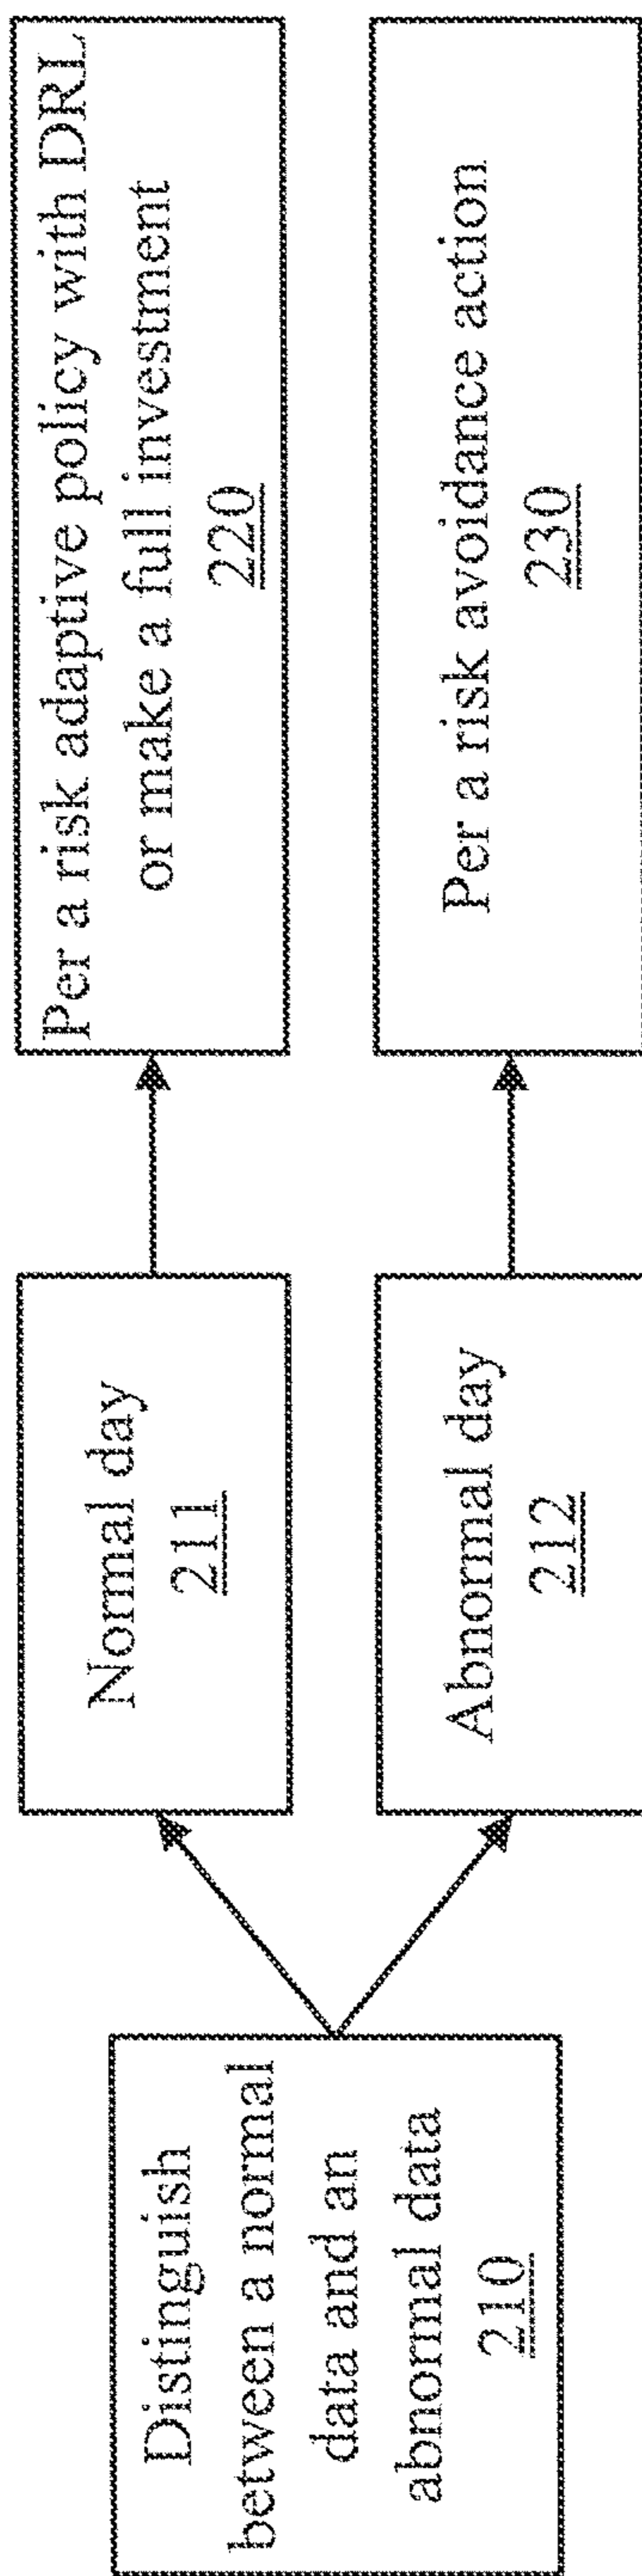 Distinguish
between a normal
data and an
abnormal data
210
Normal day
211
Abnormal day
212
Per a risk adaptive policy with DRL
or make a full investment
220
Per a risk avoidance action
230